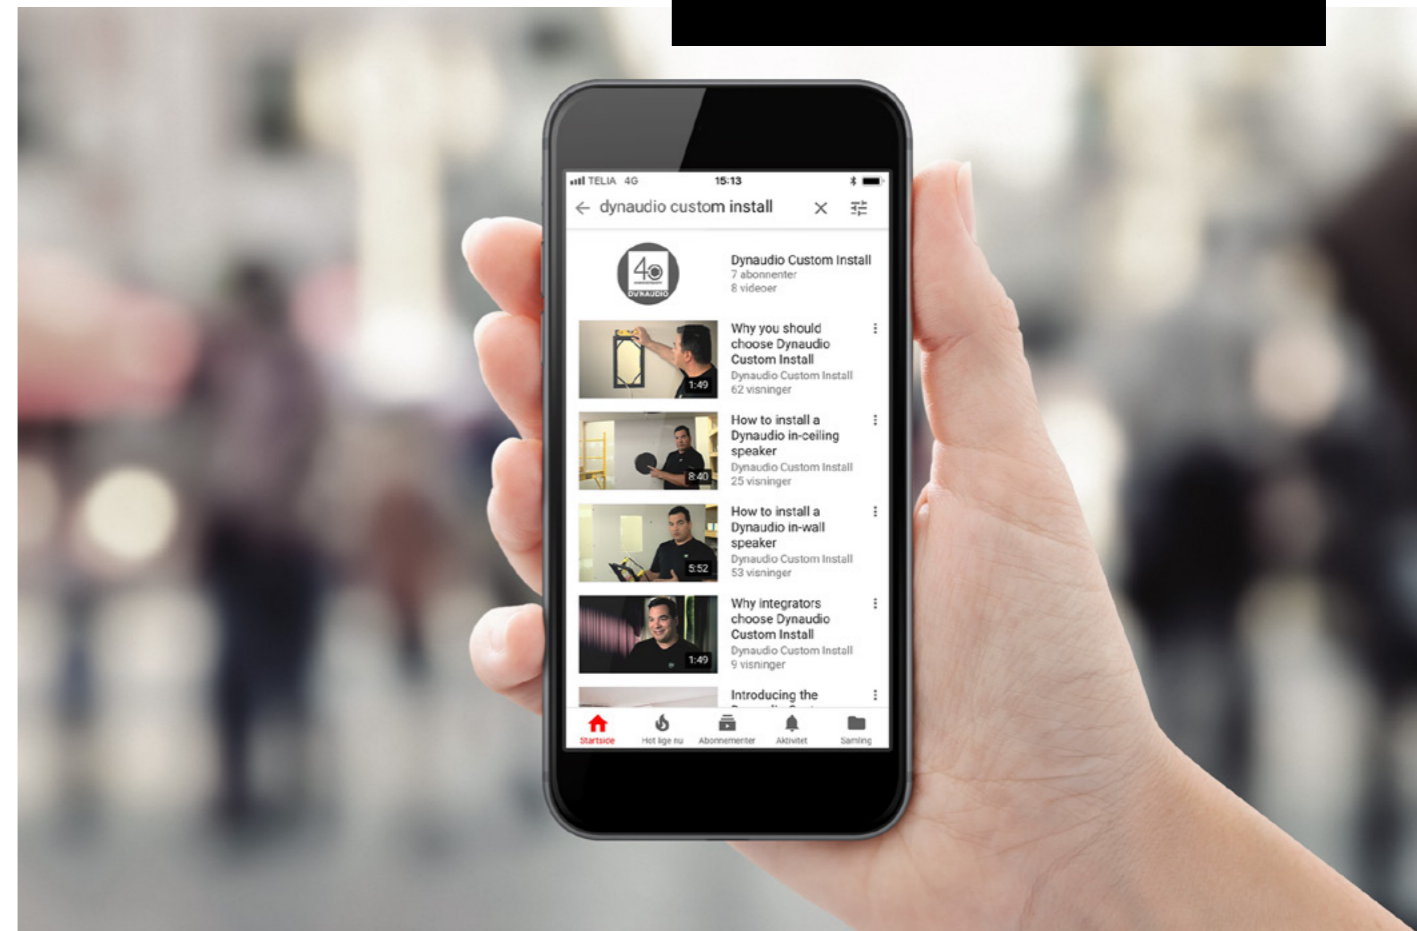 TELIA 4G 15:13
dynaudio custom install
40
DYNAUDIO
Dynaudio Custom Install
7 abonnenter
8 videoer
1:49
Why you should
choose Dynaudio
Custom Install
Dynaudio Custom Install
62 visninger
8:40
How to install a
Dynaudio in-ceiling
speaker
Dynaudio Custom Install
25 visninger
5:52
How to install a
Dynaudio in-wall
speaker
Dynaudio Custom Install
53 visninger
1:49
Why integrators
choose Dynaudio
Custom Install
Dynaudio Custom Install
9 visninger
Introducing the
Startside Hot lige nu Abonnementer Aktivitet Samling